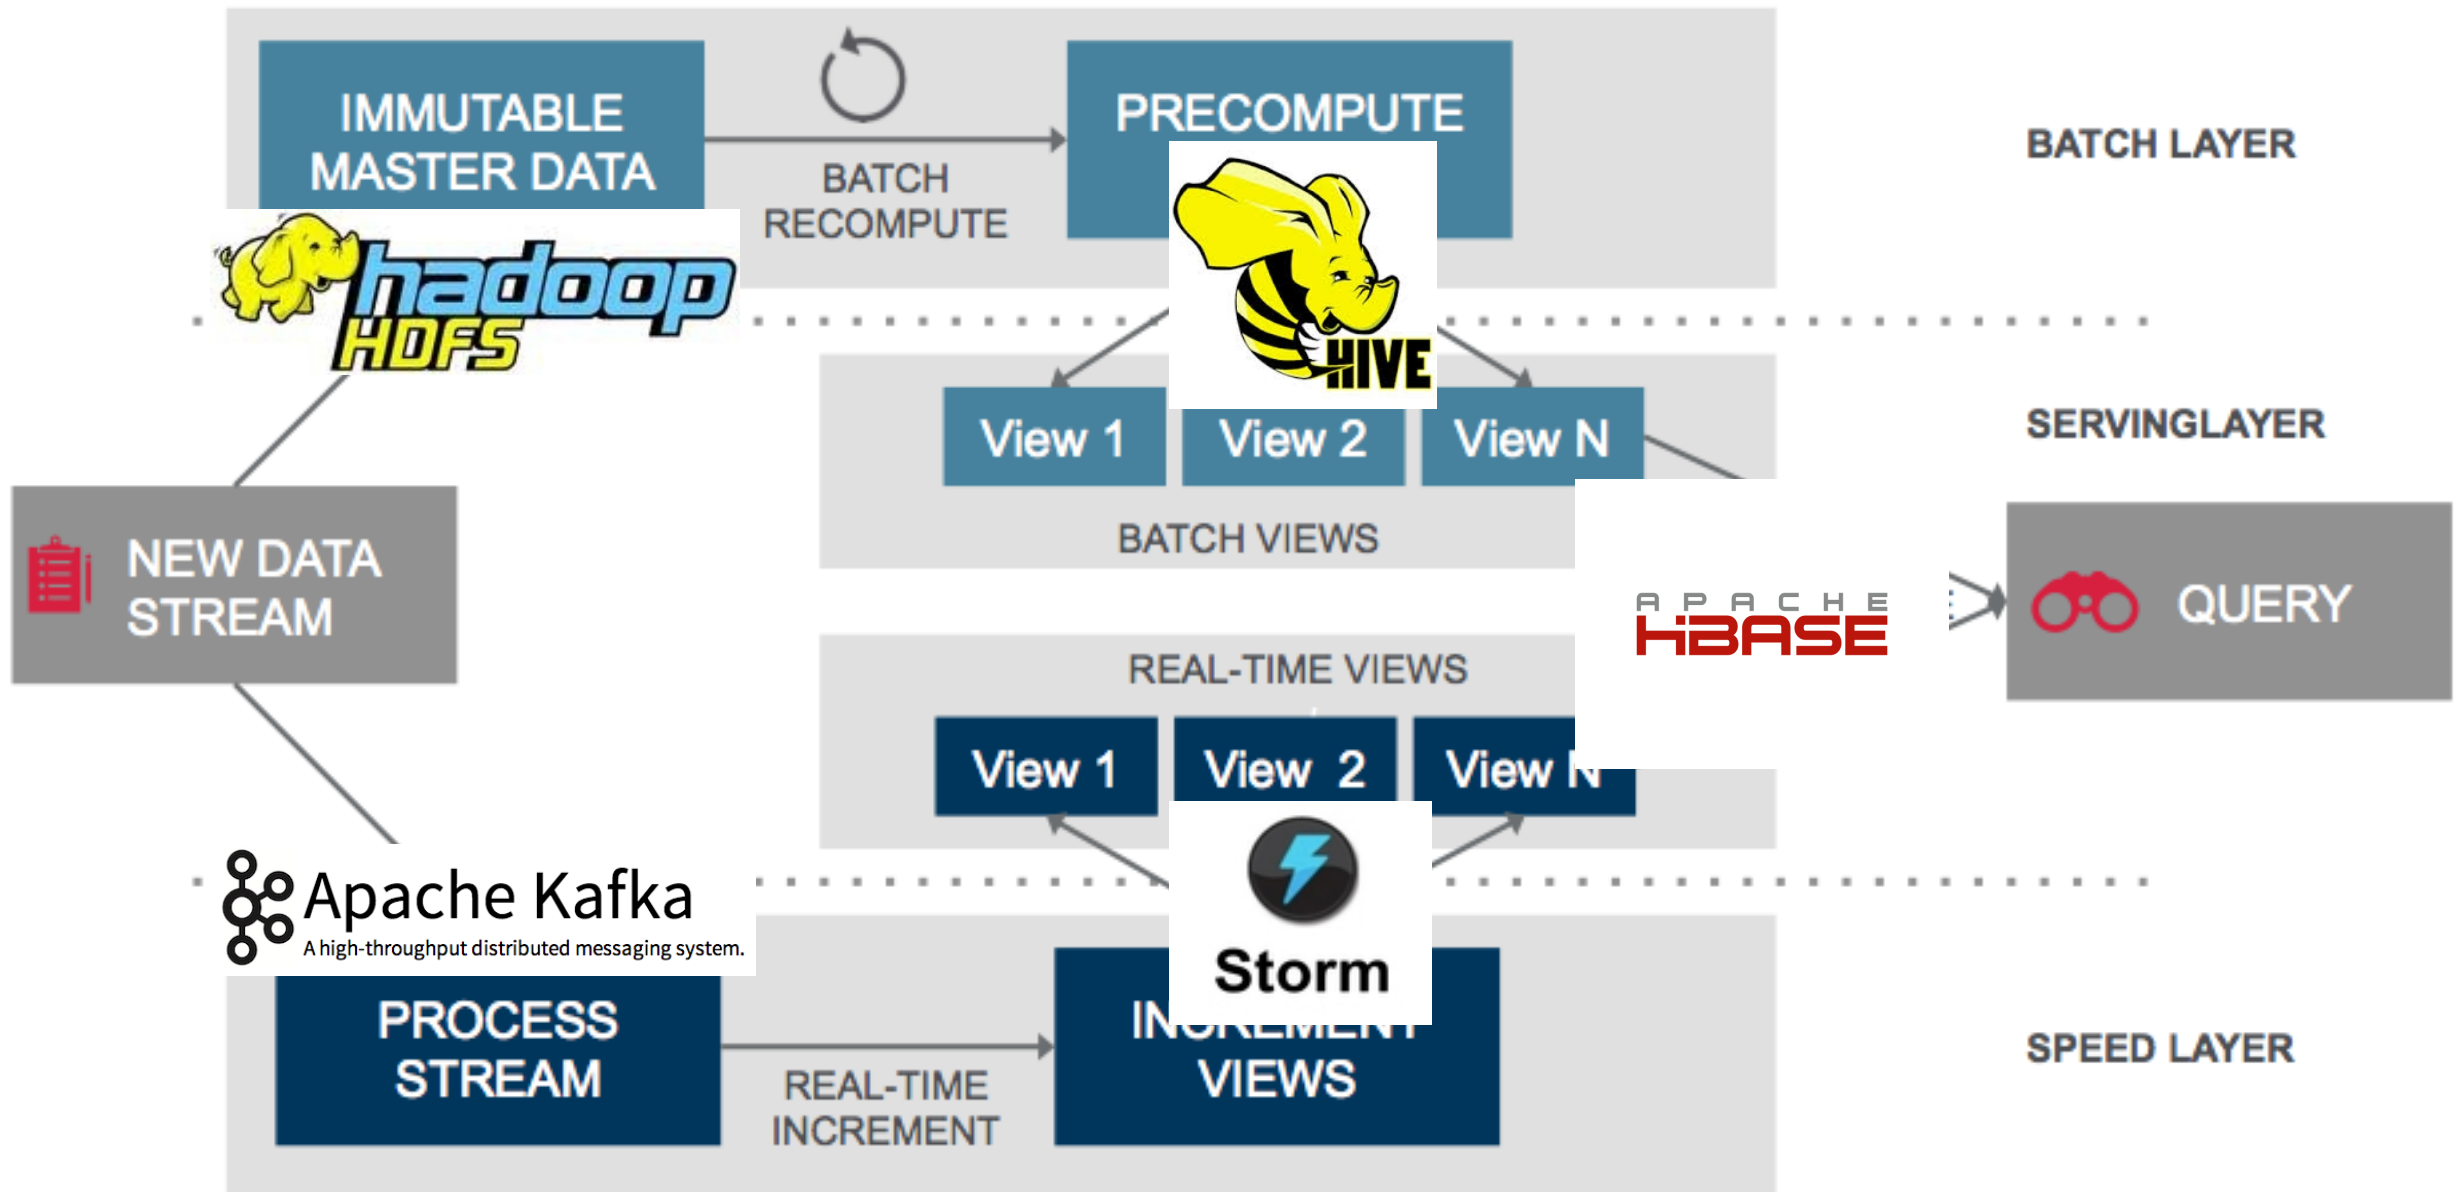 IMMUTABLE
MASTER DATA
BATCH
RECOMPUTE
PRECOMPUTE
BATCH LAYER
hadoop
HDFS
HIVE
View 1
View 2
View N
BATCH VIEWS
SERVINGLAYER
NEW DATA
STREAM
APACHE
HBASE
QUERY
REAL-TIME VIEWS
View 1
View 2
View N
Apache Kafka
A high-throughput distributed messaging system.
Storm
PROCESS
STREAM
REAL-TIME
INCREMENT
INCREMENT
VIEWS
SPEED LAYER